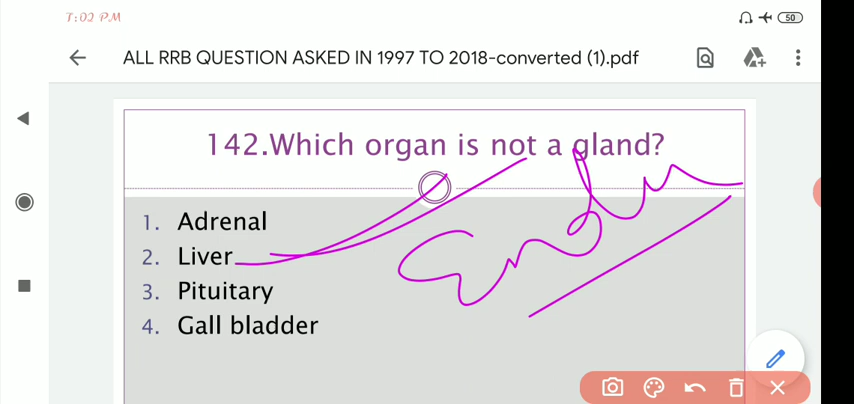 7:02 PM
50
ALL RRB QUESTION ASKED IN 1997 TO 2018-converted (1).pdf
142.Which organ is not a gland?
1. Adrenal
2. Liver
3. Pituitary
4. Gall bladder